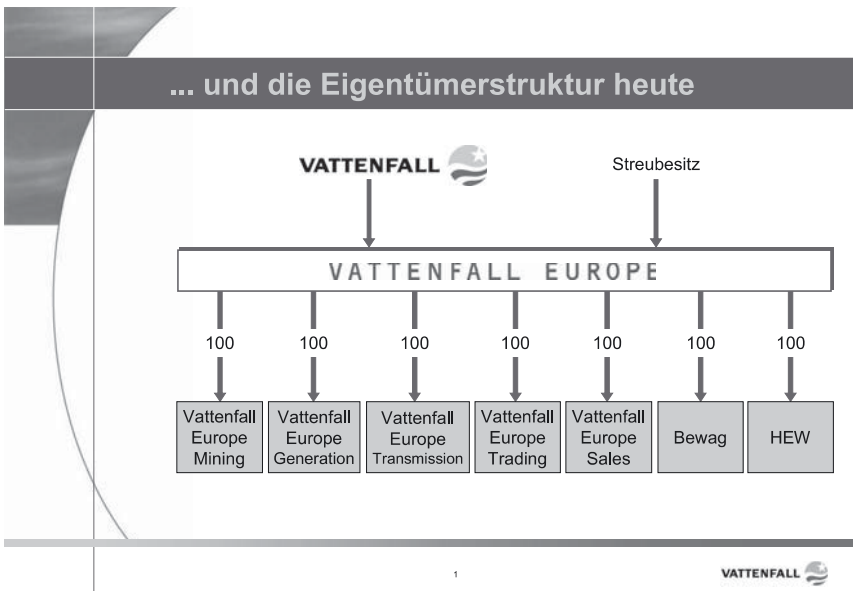 ... und die Eigentümerstruktur heute
VATTENFALL
Streubesitz
VATTENFALL EUROPE
100 100 100 100 100 100 100
Vattenfall Europe Mining
Vattenfall Europe Generation
Vattenfall Europe Transmission
Vattenfall Europe Trading
Vattenfall Europe Sales
Bewag
HEW
1
VATTENFALL